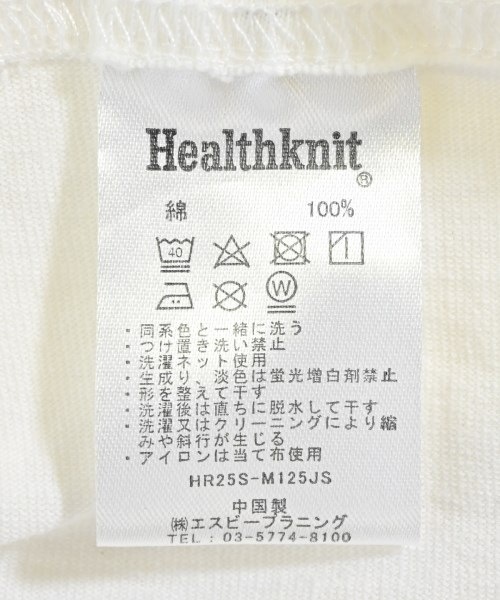 Healthknit®
綿 100%
40
W
・同系色と一緒に洗う
・つけ置き洗い禁止
・洗濯ネット使用
・生成り、淡色は蛍光増白剤禁止
・形を整えて干す
・洗濯後は直ちに脱水して干す
・洗濯又はクリーニングにより縮
みや斜行が生じる
・アイロンは当て布使用
HR25S-M125JS
中国製
㈱エスピープラニング
TEL : 03-5774-8100